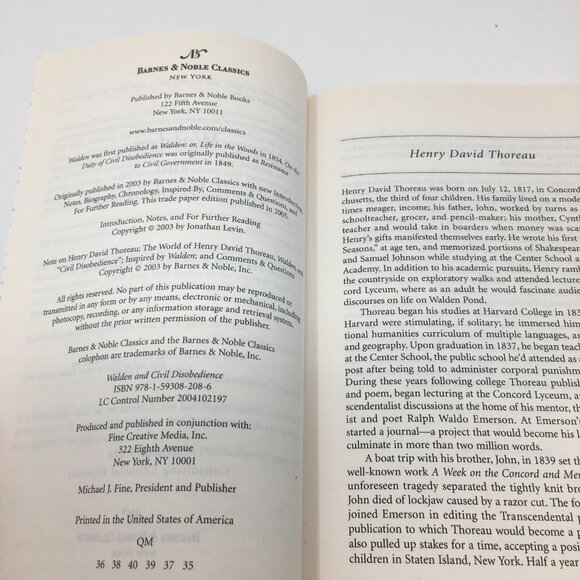 BARNES & NOBLE CLASSICS
NEW YORK
Published by Barnes & Noble Books
122 Fifth Avenue
New York, NY 10011
www.barnesandnoble.com/classics
Walden was first published as Walden: or, Life in the Woods in 1854. On the
Duty of Civil Disobedience was originally published as Resistance
to Civil Government in 1849.
Originally published in 2003 by Barnes & Noble Classics with new Introduction,
Notes, Biography, Chronology, Inspired By, Comments & Questions, and
For Further Reading. This trade paper edition published in 2005.
Introduction, Notes, and For Further Reading
Copyright © 2003 by Jonathan Levin.
Note on Henry David Thoreau; The World of Henry David Thoreau, Walden, and
"Civil Disobedience"; Inspired by Walden; and Comments & Questions
Copyright © 2003 by Barnes & Noble, Inc.
All rights reserved. No part of this publication may be reproduced or
transmitted in any form or by any means, electronic or mechanical, including
photocopy, recording, or any information storage and retrieval system,
without the prior written permission of the publisher.
Barnes & Noble Classics and the Barnes & Noble Classics
colophon are trademarks of Barnes & Noble, Inc.
Walden and Civil Disobedience
ISBN 978-1-59308-208-6
LC Control Number 2004102197
Produced and published in conjunction with:
Fine Creative Media, Inc.
322 Eighth Avenue
New York, NY 10001
Michael J. Fine, President and Publisher
Printed in the United States of America
QM
36 38 40 39 37 35
Henry David Thoreau
Henry David Thoreau was born on July 12, 1817, in Concord
chusetts, the third of four children. His family lived on a mode
times meager, income; his father, John, worked by turns as
schoolteacher, grocer, and pencil-maker; his mother, Cynt
teacher and would take in boarders when money was scar
Henry's gifts manifested themselves early. He wrote his first
Seasons," at age ten, and memorized portions of Shakespear
and Samuel Johnson while studying at the Center School a
Academy. In addition to his academic pursuits, Henry ram
the countryside on exploratory walks and attended lecture
cord Lyceum, where as an adult he would fascinate audie
discourses on life on Walden Pond.
Thoreau began his studies at Harvard College in 183
Harvard were stimulating, if solitary; he immersed him
tional humanities curriculum of multiple languages, an
and geography. Upon graduation in 1837, he began teac
at the Center School, the public school he'd attended as a
post after being told to administer corporal punishm
During these years following college Thoreau publish
and poem, began lecturing at the Concord Lyceum, an
scendentalist discussions at the home of his mentor, th
ist and poet Ralph Waldo Emerson. At Emerson's
started a journal—a project that would become his l
culminate in more than two million words.
A boat trip with his brother, John, in 1839 set th
well-known work A Week on the Concord and Me
unforeseen tragedy separated the tightly knit bro
John died of lockjaw caused by a razor cut. The fo
joined Emerson in editing the Transcendental p
publication to which Thoreau would become a p
also pulled up stakes for a time, accepting a posi
children in Staten Island, New York. Half a year